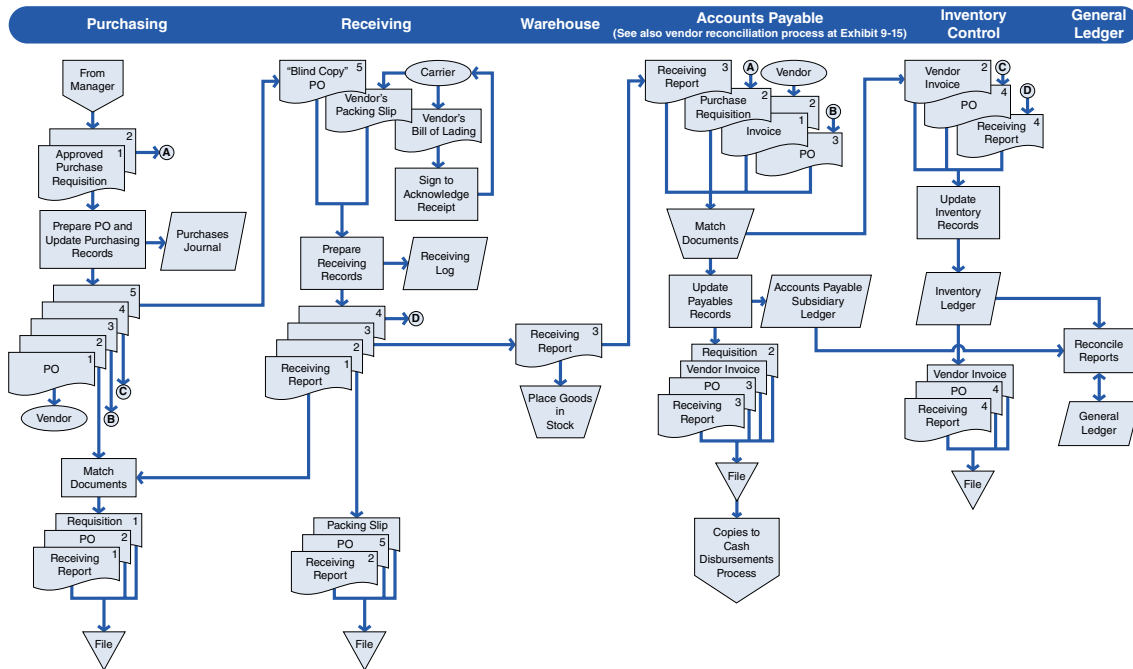 Purchasing
Receiving
Warehouse
Accounts Payable
(See also vendor reconciliation process at Exhibit 9-15)
Inventory
Control
General
Ledger
From
Manager
2
1
Approved
Purchase
Requisition
A
Prepare PO and
Update Purchasing
Records
Purchases
Journal
5
4
3
2
1
PO
Vendor
B
C
Match
Documents
Requisition 1
PO 2
Receiving
Report
1
File
"Blind Copy"
PO
5
Carrier
Vendor's
Packing Slip
Vendor's
Bill of Lading
Sign to
Acknowledge
Receipt
Prepare
Receiving
Records
Receiving
Log
4
D
3
2
1
Receiving
Report
Packing Slip
PO 5
Receiving
Report
2
File
Receiving
Report
3
Place Goods
in Stock
Receiving
Report
3
A
Vendor
Purchase
Requisition
2
2
Invoice
1
B
PO
3
Match
Documents
Update
Payables
Records
Accounts Payable
Subsidiary
Ledger
Requisition 2
Vendor Invoice
PO 3
Receiving
Report
3
File
Copies to
Cash
Disbursements
Process
Vendor
Invoice
2
C
PO
4
D
Receiving
Report
4
Update
Inventory
Records
Inventory
Ledger
Vendor Invoice
PO 4
Receiving
Report
4
File
Reconcile
Reports
General
Ledger